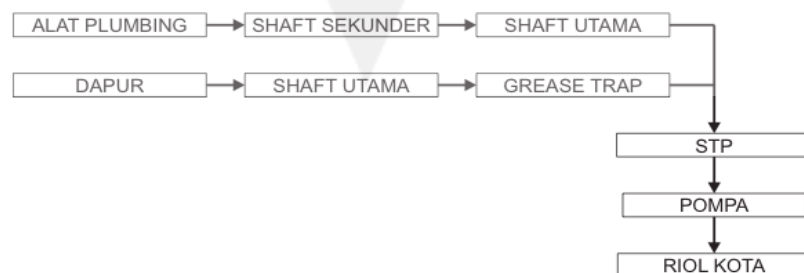 ALAT PLUMBING
SHAFT SEKUNDER
SHAFT UTAMA
DAPUR
SHAFT UTAMA
GREASE TRAP
STP
POMPA
RIOL KOTA